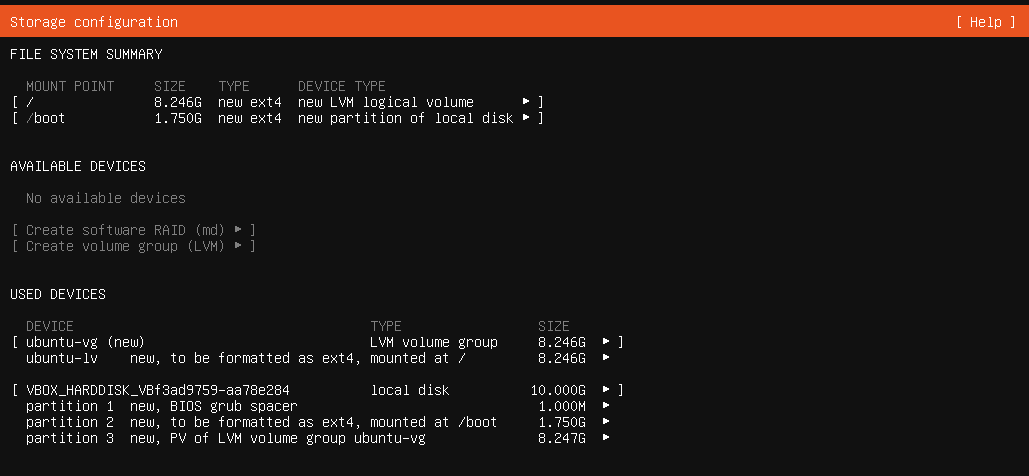 Storage configuration [ Help ]
FILE SYSTEM SUMMARY
MOUNT POINT SIZE TYPE DEVICE TYPE
[ / 8.246G new ext4 new LVM logical volume ▸ ]
[ /boot 1.750G new ext4 new partition of local disk ▸ ]
AVAILABLE DEVICES
No available devices
[ Create software RAID (md) ▸ ]
[ Create volume group (LVM) ▸ ]
USED DEVICES
DEVICE TYPE SIZE
[ ubuntu-vg (new) LVM volume group 8.246G ▸ ]
ubuntu-lv new, to be formatted as ext4, mounted at / 8.246G ▸
[ VBOX_HARDDISK_VBf3ad9759-aa78e284 local disk 10.000G ▸ ]
partition 1 new, BIOS grub spacer 1.000M ▸
partition 2 new, to be formatted as ext4, mounted at /boot 1.750G ▸
partition 3 new, PV of LVM volume group ubuntu-vg 8.247G ▸